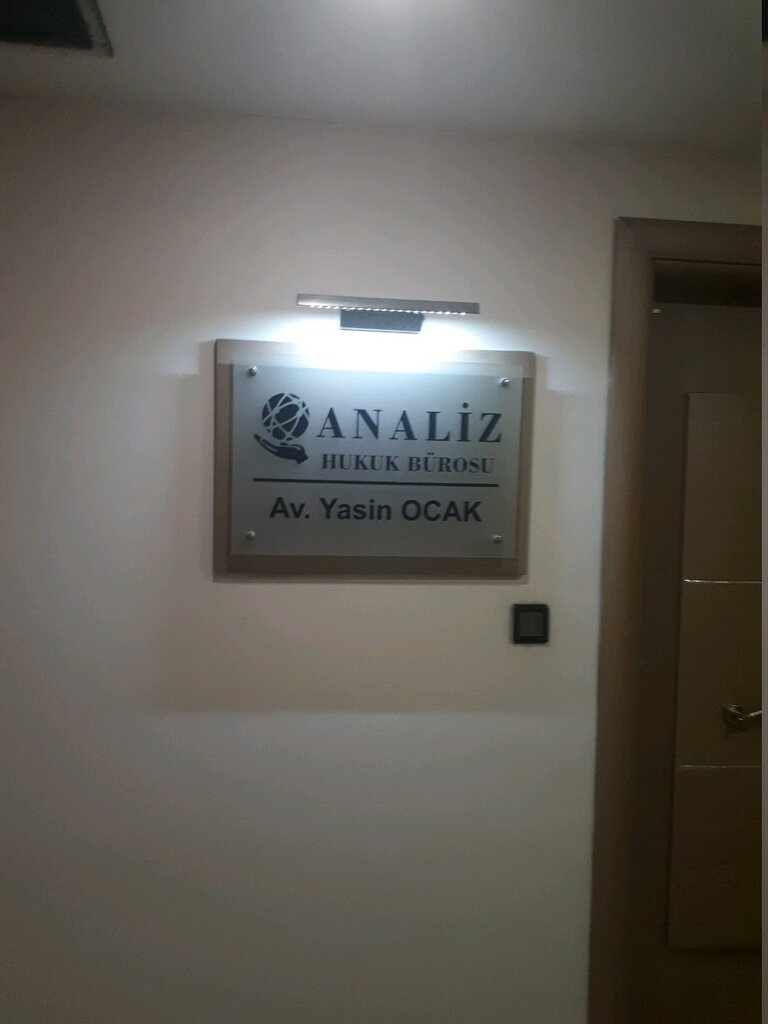 ANALİZ
HUKUK BÜROSU
Av. Yasin OCAK